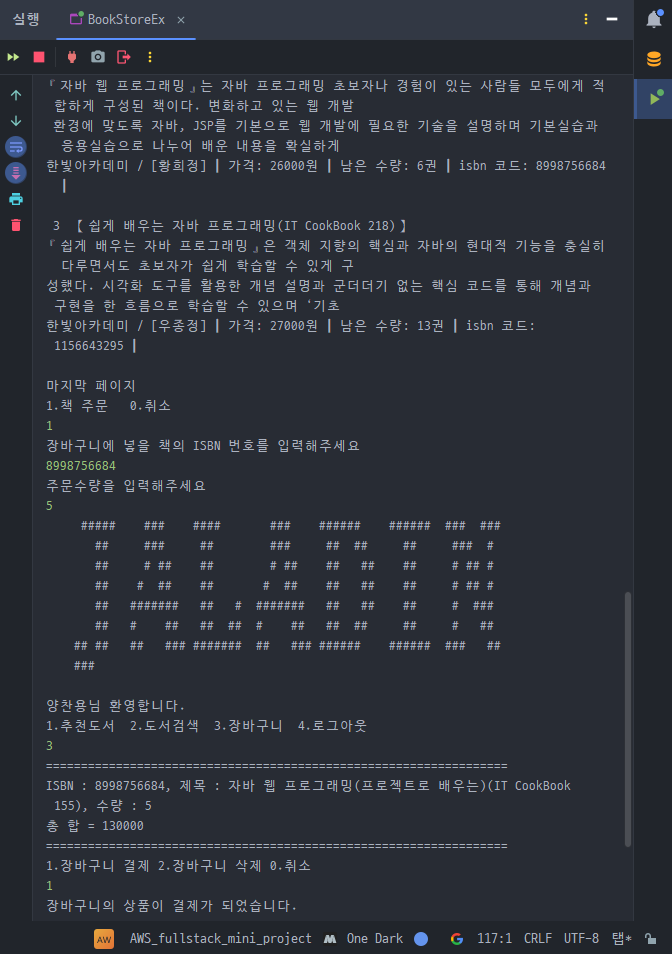 실행
BookStoreEx ×
『자바 웹 프로그래밍』는 자바 프로그래밍 초보자나 경험이 있는 사람들 모두에게 적
합하게 구성된 책이다. 변화하고 있는 웹 개발
환경에 맞도록 자바, JSP를 기본으로 웹 개발에 필요한 기술을 설명하며 기본실습과
응용실습으로 나누어 배운 내용을 확실하게
한빛아카데미 / [황희정] | 가격: 26000원 | 남은 수량: 6권 | isbn 코드: 8998756684
|
3 【 쉽게 배우는 자바 프로그래밍(IT CookBook 218) 】
『쉽게 배우는 자바 프로그래밍』은 객체 지향의 핵심과 자바의 현대적 기능을 충실히
다루면서도 초보자가 쉽게 학습할 수 있게 구
성했다. 시각화 도구를 활용한 개념 설명과 군더더기 없는 핵심 코드를 통해 개념과
구현을 한 흐름으로 학습할 수 있으며 ‘기초
한빛아카데미 / [우종정] | 가격: 27000원 | 남은 수량: 13권 | isbn 코드:
1156643295 |
마지막 페이지
1.책 주문   0.취소
1
장바구니에 넣을 책의 ISBN 번호를 입력해주세요
8998756684
주문수량을 입력해주세요
5
     #####    ###    ####       ###    ######    ######  ###  ###
       ##     ###     ##        ###     ##  ##     ##     ###  #
       ##     # ##    ##        # ##    ##   ##    ##     # ## #
       ##    #  ##    ##       #  ##    ##   ##    ##     # ## #
       ##   #######   ##   #  #######   ##   ##    ##     #  ###
       ##   #    ##   ##  ##  #    ##   ##  ##     ##     #   ##
    ## ##   ##   ### #######  ##   ### ######    ######  ###   ##
    ###
양찬용님 환영합니다.
1.추천도서  2.도서검색  3.장바구니  4.로그아웃
3
==================================================================
ISBN : 8998756684, 제목 : 자바 웹 프로그래밍(프로젝트로 배우는)(IT CookBook
155), 수량 : 5
총 합 = 130000
==================================================================
1.장바구니 결제 2.장바구니 삭제 0.취소
1
장바구니의 상품이 결제가 되었습니다.
AW AWS_fullstack_mini_project One Dark G 117:1 CRLF UTF-8 탭*